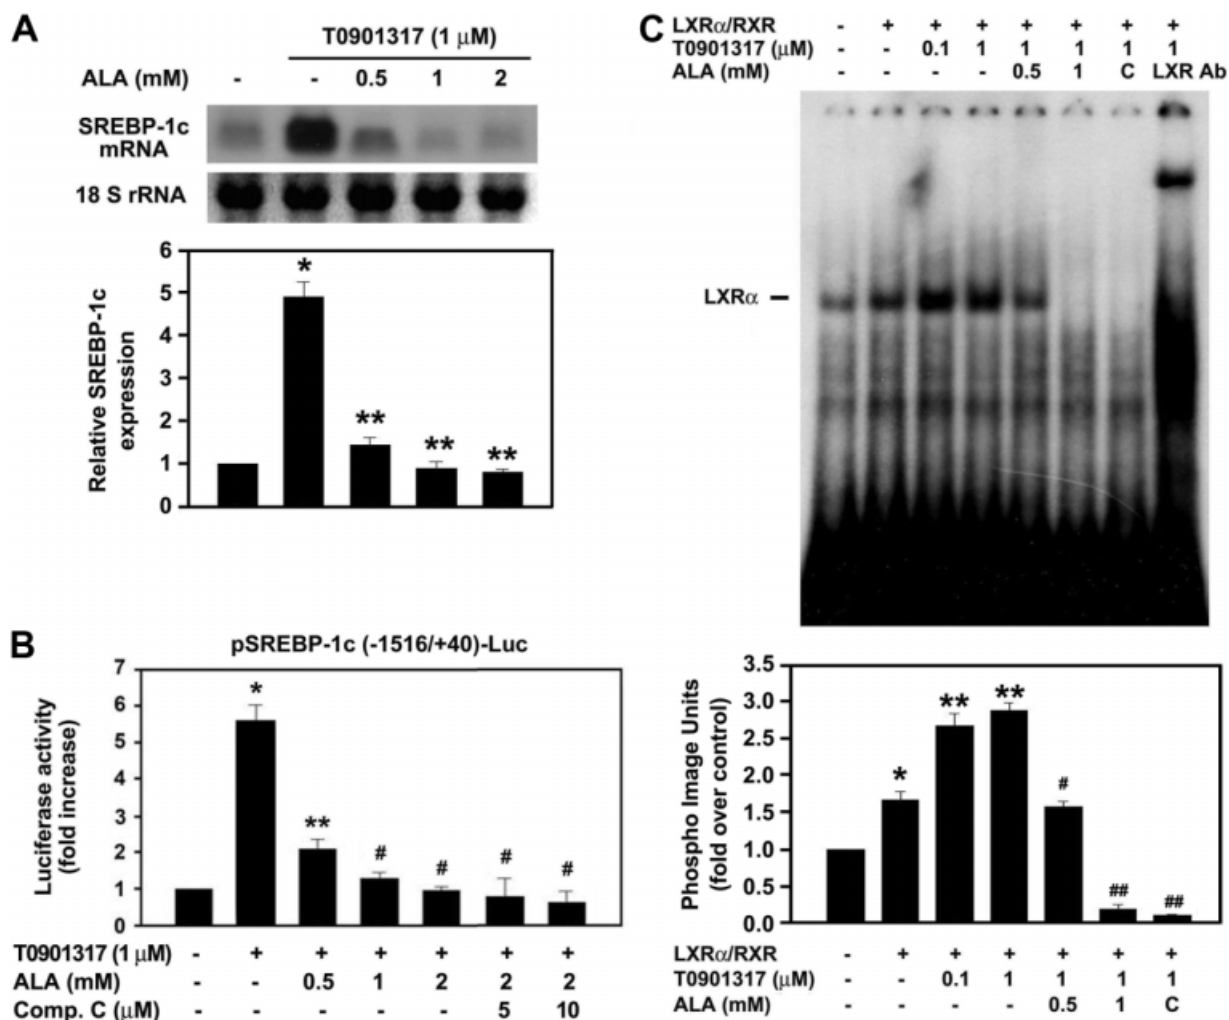 A
T0901317 (1 μM)
ALA (mM) - - 0.5 1 2
SREBP-1c
mRNA
18 S rRNA
Relative SREBP-1c
expression
6
5
4
3
2
1
0
*
**
**
**
B
pSREBP-1c (-1516/+40)-Luc
Luciferase activity
(fold increase)
7
6
5
4
3
2
1
0
*
**
#
#
#
#
T0901317 (1 μM) - + + + + + +
ALA (mM) - - 0.5 1 2 2 2
Comp. C (μM) - - - - - 5 10
C
LXRα/RXR - + + + + + + +
T0901317 (μM) - - 0.1 1 1 1 1 1
ALA (mM) - - - - 0.5 1 C LXR Ab
LXRα
Phospho Image Units
(fold over control)
3.5
3.0
2.5
2.0
1.5
1.0
0.5
0.0
*
**
**
#
##
##
LXRα/RXR - + + + + + +
T0901317 (μM) - - 0.1 1 1 1 1
ALA (mM) - - - - 0.5 1 C